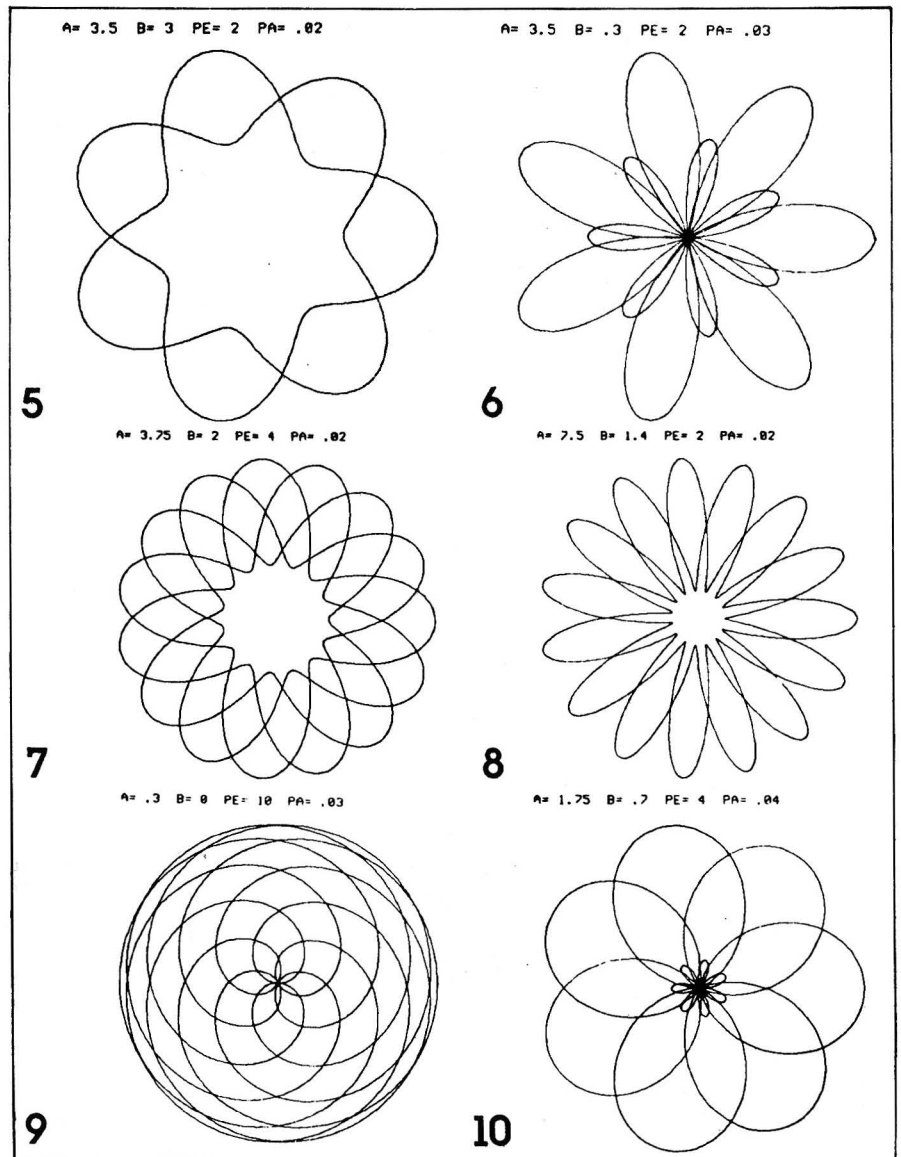 A= 3.5 B= 3 PE= 2 PA= .02
A= 3.5 B= .3 PE= 2 PA= .03
5
6
A= 3.75 B= 2 PE= 4 PA= .02
A= 7.5 B= 1.4 PE= 2 PA= .02
7
8
A= .3 B= 0 PE= 10 PA= .03
A= 1.75 B= .7 PE= 4 PA= .04
9
10